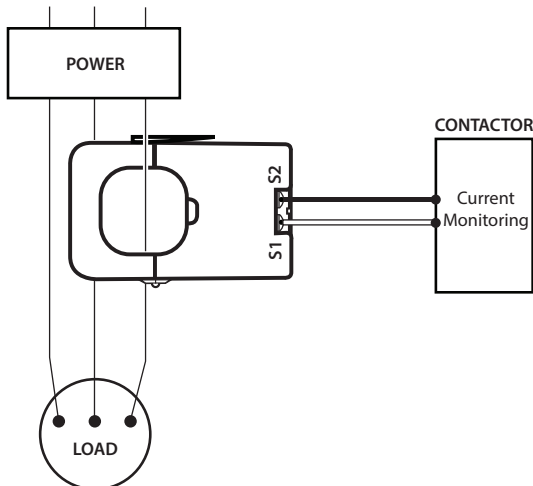 POWER
CONTACTOR
S2
Current
Monitoring
S1
LOAD